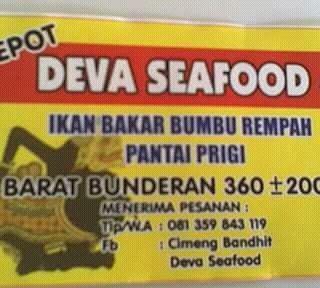 DEPOT
DEVA SEAFOOD
IKAN BAKAR BUMBU REMPAH
PANTAI PRIGI
BARAT BUNDERAN 360 ±200
MENERIMA PESANAN :
Tlp/W.A : 081 359 843 119
Fb : Cimeng Bandhit
Deva Seafood